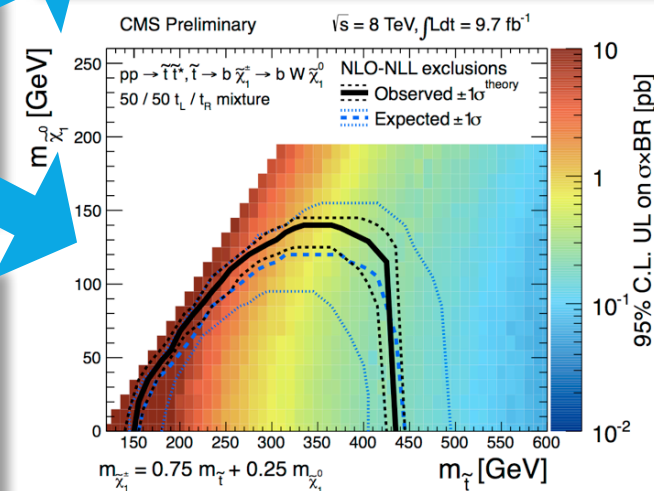 CMS Preliminary
√s = 8 TeV, ∫Ldt = 9.7 fb⁻¹
pp → t̃ t̃*, t̃ → b χ̃₁± → b W χ̃₁⁰
50 / 50 t_L / t_R mixture
NLO-NLL exclusions
Observed ±1σ^theory
Expected ±1σ
m_χ̃₁⁰ [GeV]
250
200
150
100
50
0
150 200 250 300 350 400 450 500 550 600
m_χ̃₁± = 0.75 m_t̃ + 0.25 m_χ̃₁⁰
m_t̃ [GeV]
10
1
10⁻¹
10⁻²
95% C.L. UL on σ×BR [pb]